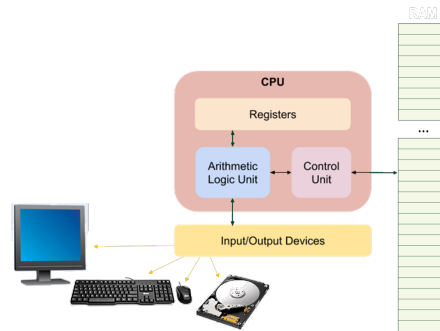 RAM
CPU
Registers
...
Arithmetic
Logic Unit
Control
Unit
Input/Output Devices